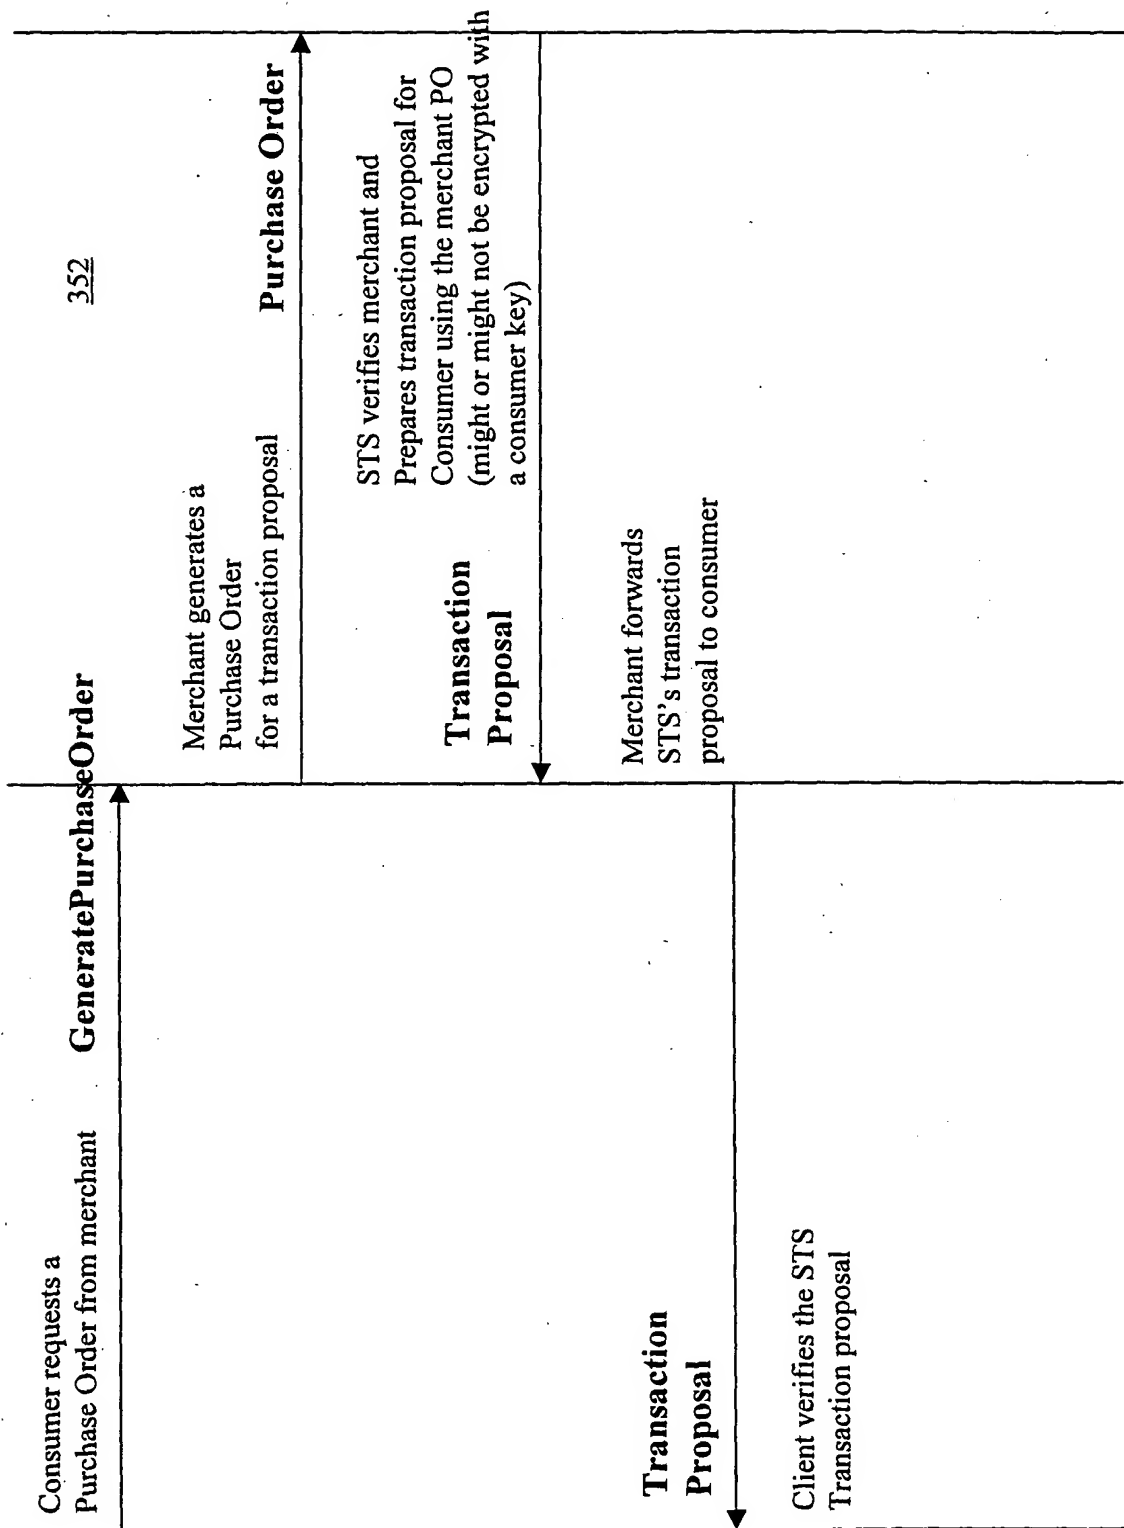 352
Consumer requests a
Purchase Order from merchant
GeneratePurchaseOrder
Merchant generates a
Purchase Order
for a transaction proposal
Purchase Order
STS verifies merchant and
Prepares transaction proposal for
Consumer using the merchant PO
(might or might not be encrypted with
a consumer key)
Transaction
Proposal
Merchant forwards
STS's transaction
proposal to consumer
Transaction
Proposal
Client verifies the STS
Transaction proposal